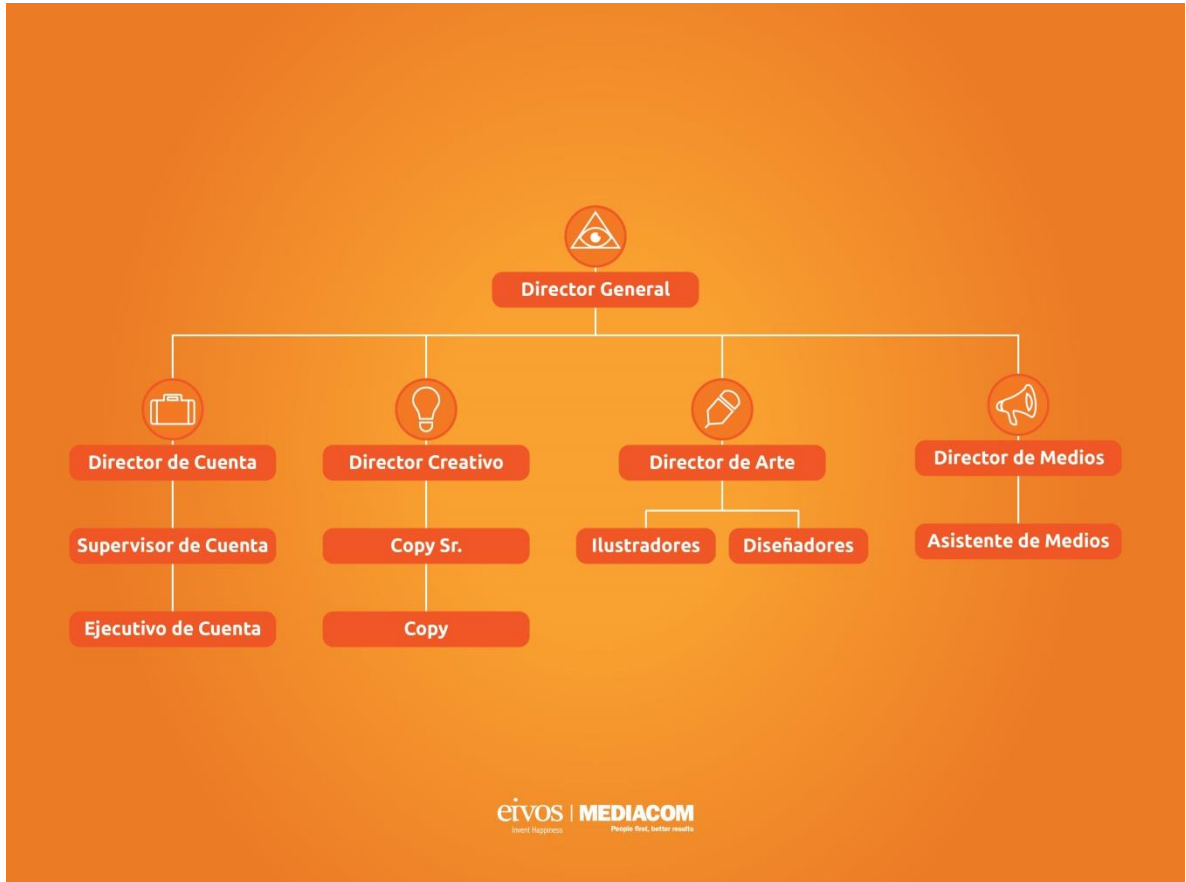 Director General
Director de Cuenta
Director Creativo
Director de Arte
Director de Medios
Supervisor de Cuenta
Copy Sr.
Ilustradores
Diseñadores
Asistente de Medios
Ejecutivo de Cuenta
Copy
eivos | MEDIACOM
Invent Happiness
People first, better results